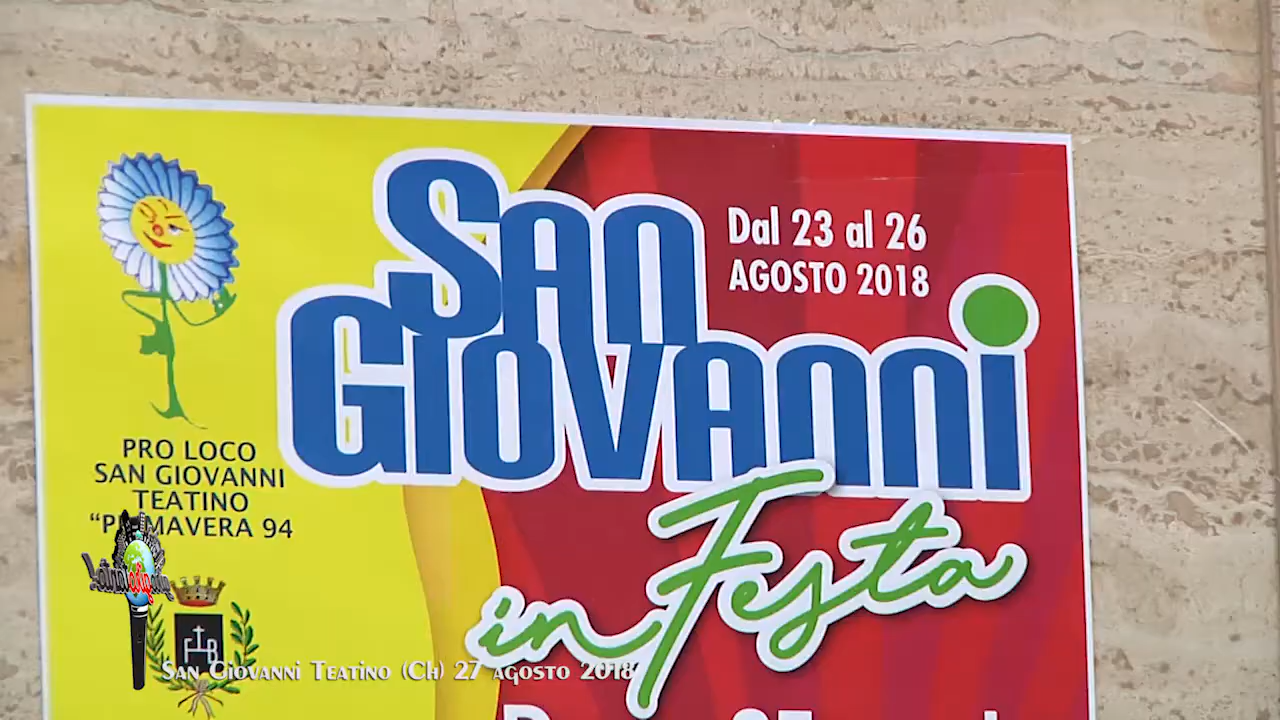 San
Giovanni
in Festa
Dal 23 al 26
AGOSTO 2018
PRO LOCO
SAN GIOVANNI
TEATINO
"PRIMAVERA 94
San Giovanni Teatino (Ch) 27 agosto 2018